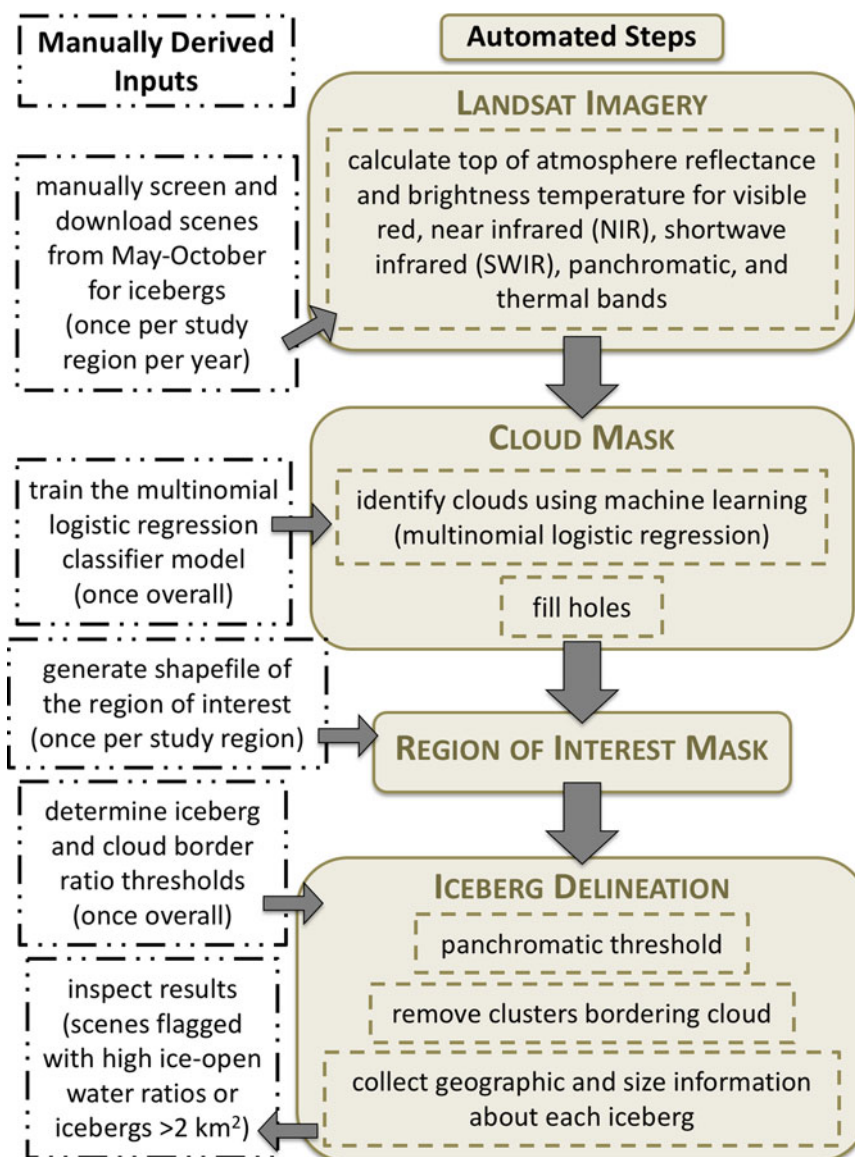 Manually Derived
Inputs
Automated Steps
LANDSAT IMAGERY
calculate top of atmosphere reflectance
and brightness temperature for visible
red, near infrared (NIR), shortwave
infrared (SWIR), panchromatic, and
thermal bands
manually screen and
download scenes
from May-October
for icebergs
(once per study
region per year)
CLOUD MASK
identify clouds using machine learning
(multinomial logistic regression)
fill holes
train the multinomial
logistic regression
classifier model
(once overall)
generate shapefile of
the region of interest
(once per study region)
REGION OF INTEREST MASK
determine iceberg
and cloud border
ratio thresholds
(once overall)
ICEBERG DELINEATION
panchromatic threshold
remove clusters bordering cloud
collect geographic and size information
about each iceberg
inspect results
(scenes flagged
with high ice-open
water ratios or
icebergs >2 km²)